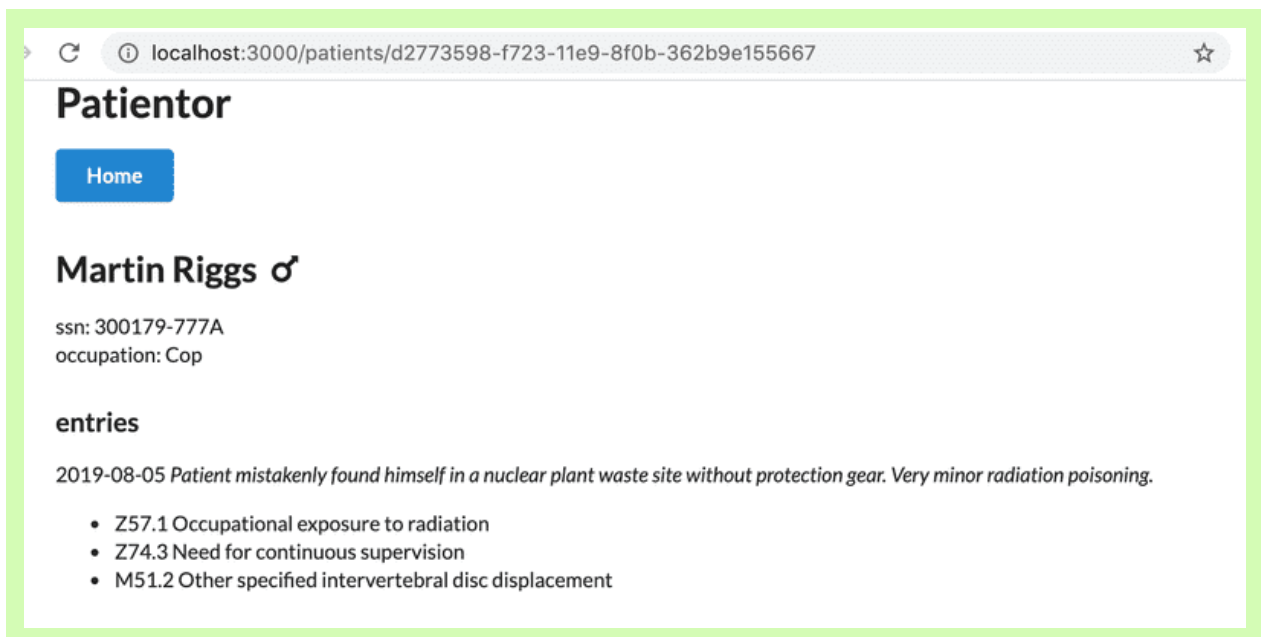 localhost:3000/patients/d2773598-f723-11e9-8f0b-362b9e155667
Patientor
Home
Martin Riggs ♂
ssn: 300179-777A
occupation: Cop
entries
2019-08-05 Patient mistakenly found himself in a nuclear plant waste site without protection gear. Very minor radiation poisoning.
• Z57.1 Occupational exposure to radiation
• Z74.3 Need for continuous supervision
• M51.2 Other specified intervertebral disc displacement